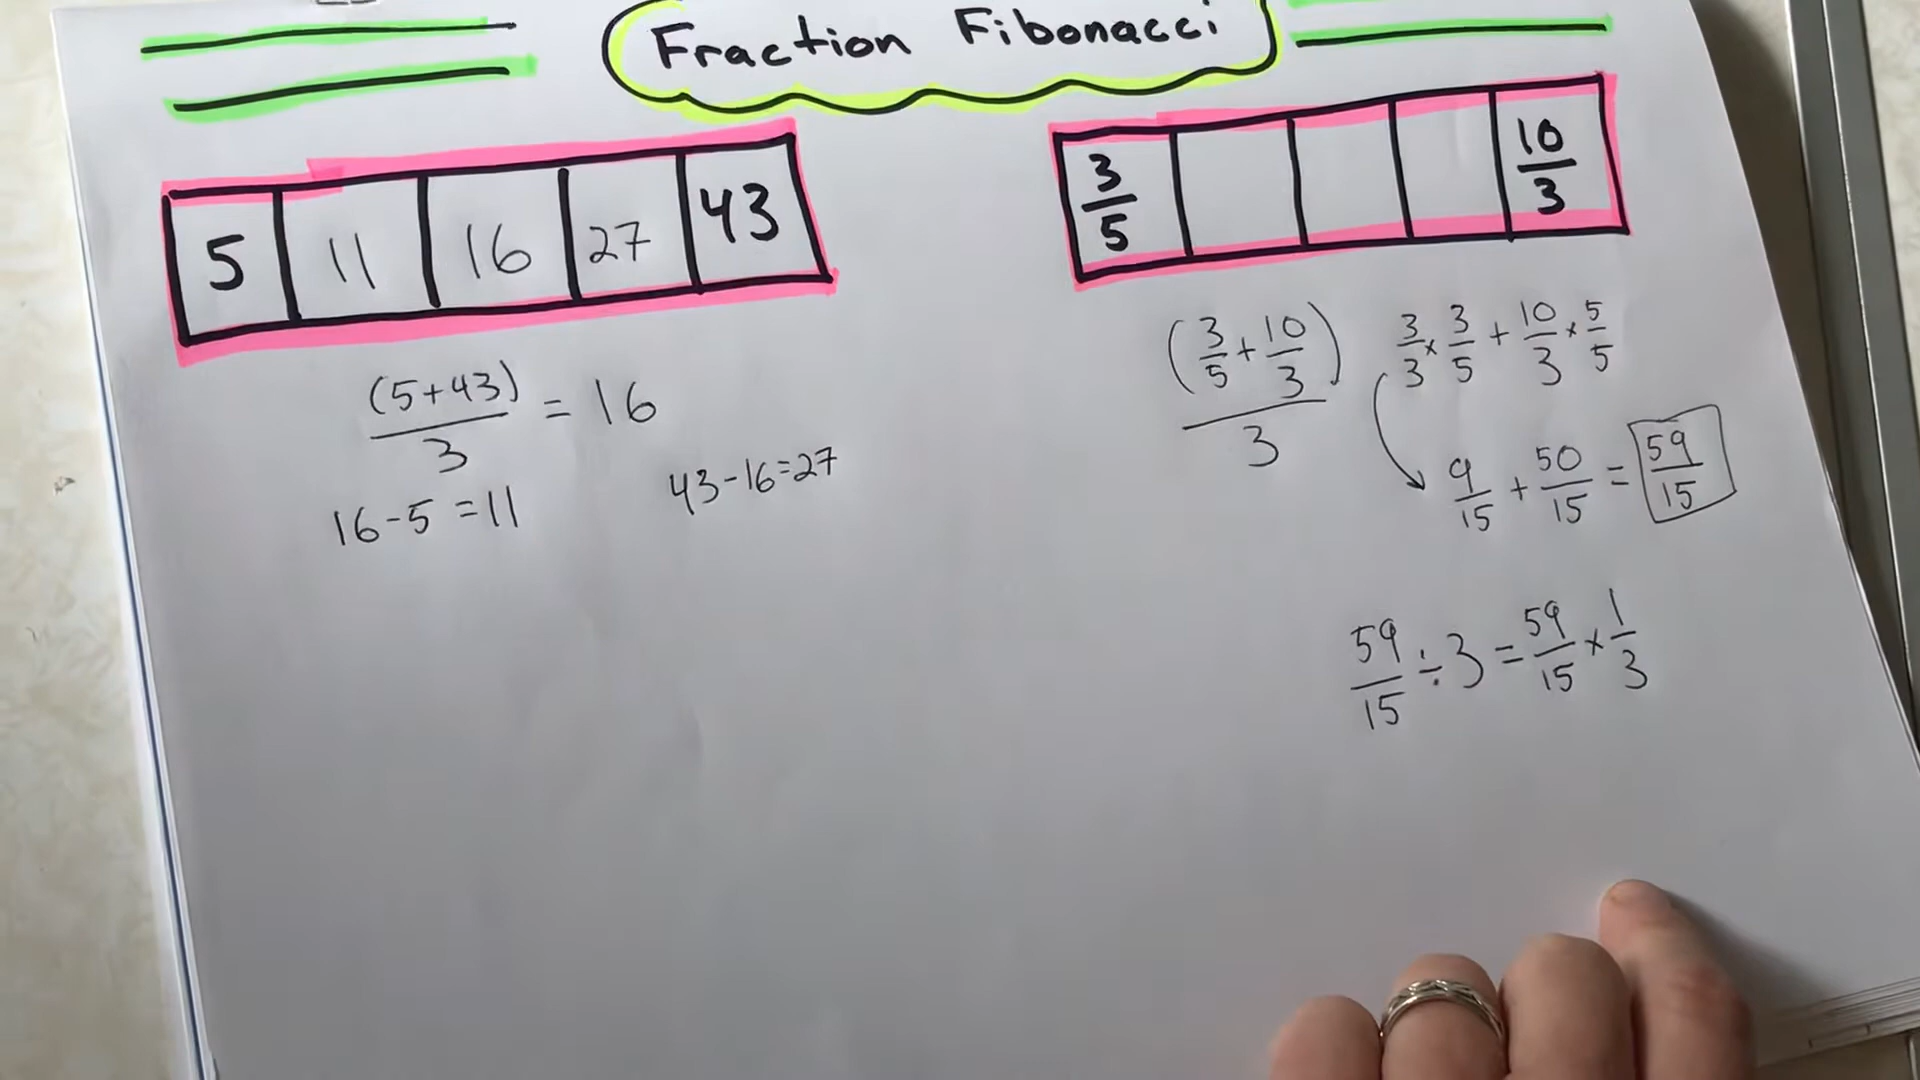 Fraction Fibonacci
5 11 16 27 43
3/5 10/3
(5+43)/3 = 16
16-5=11
43-16=27
(3/5+10/3)/3
3/3×3/5+10/3×5/5
9/15+50/15=59/15
59/15÷3=59/15×1/3